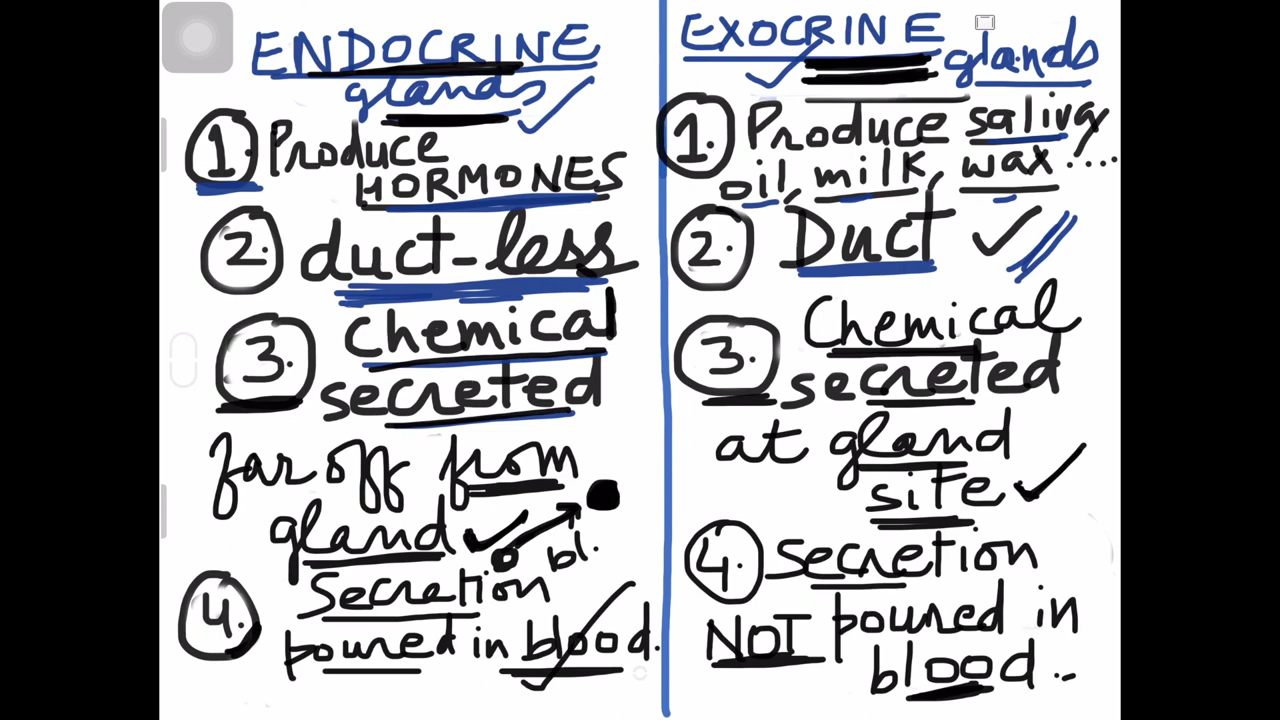 ENDOCRINE
glands
1. Produce
HORMONES
2. duct-less
3. Chemical
secreted
far off from
gland
bl.
4. Secretion
poured in blood.
EXOCRINE
glands
1. Produce saliva,
oil, milk, wax....
2. Duct
3. Chemical
secreted
at gland
site
4. Secretion
NOT poured in
blood..